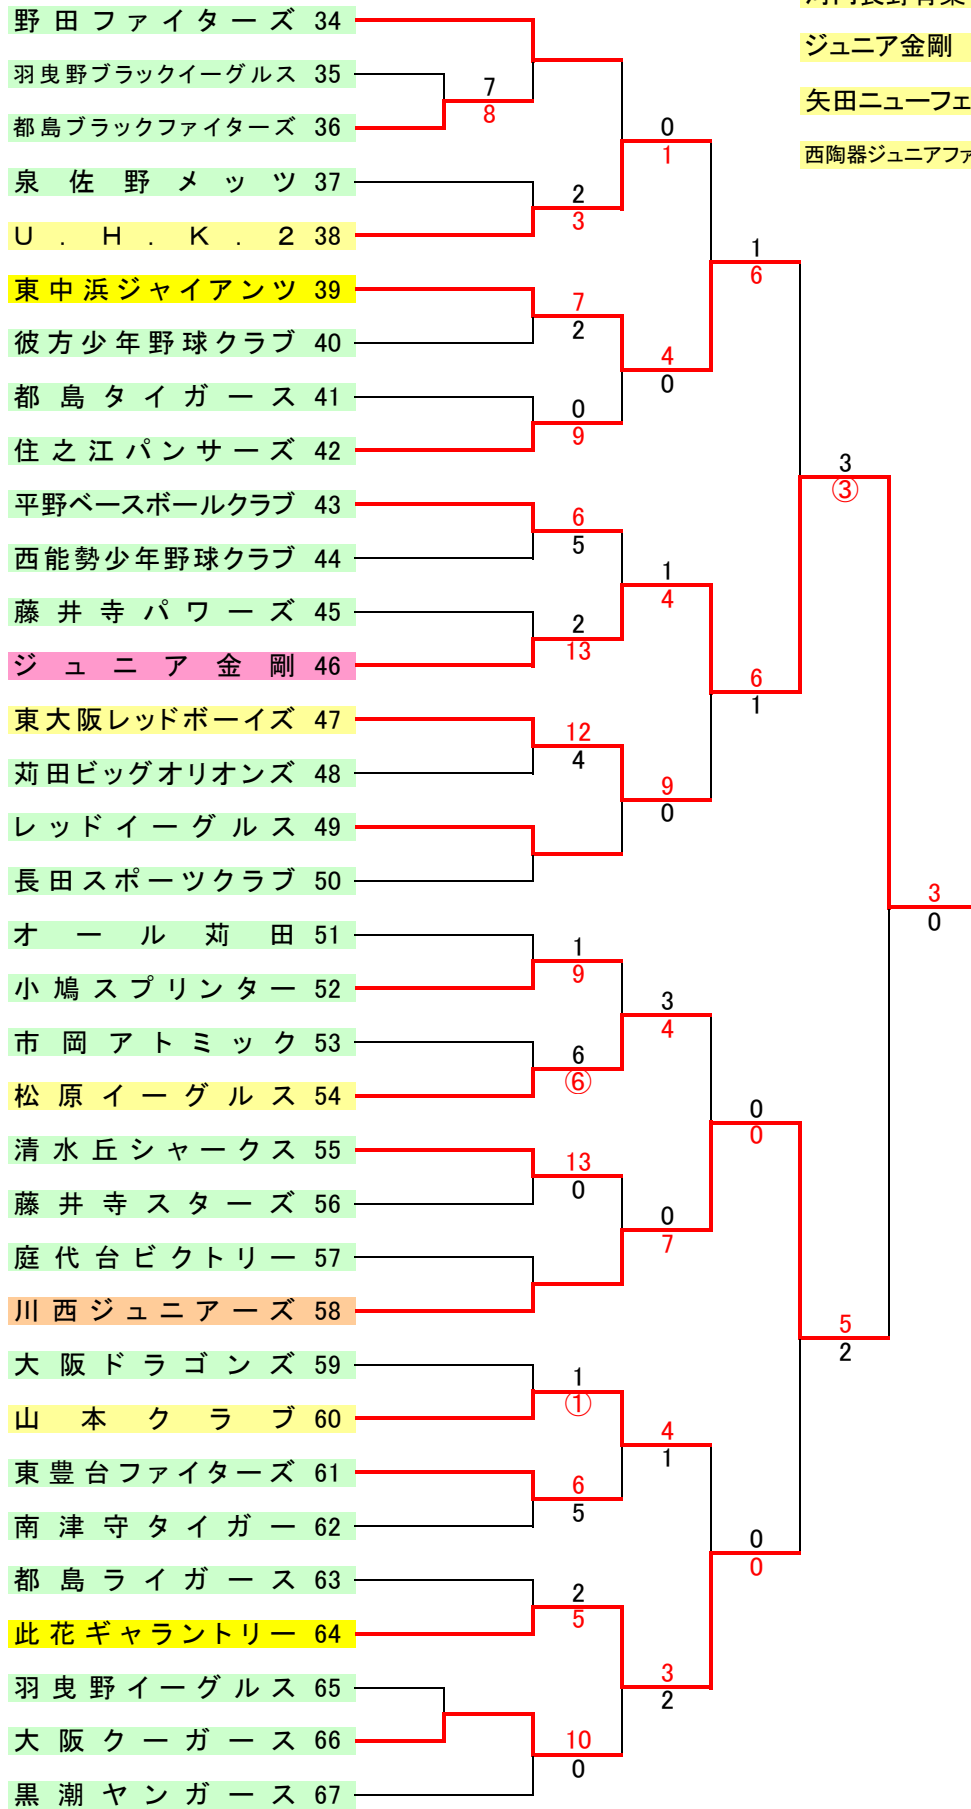 野田ファイターズ 34
羽曳野ブラックイーグルス 35
都島ブラックファイターズ 36
泉佐野メッツ 37
U.H.K.2 38
東中浜ジャイアンツ 39
彼方少年野球クラブ 40
都島タイガース 41
住之江パンサーズ 42
平野ベースボールクラブ 43
西能勢少年野球クラブ 44
藤井寺パワーズ 45
ジュニア金剛 46
東大阪レッドボーイズ 47
苅田ビッグオリオンズ 48
レッドイーグルス 49
長田スポーツクラブ 50
オール苅田 51
小鳩スプリンター 52
市岡アトミック 53
松原イーグルス 54
清水丘シャークス 55
藤井寺スターズ 56
庭代台ビクトリー 57
川西ジュニアーズ 58
大阪ドラゴンズ 59
山本クラブ 60
東豊台ファイターズ 61
南津守タイガー 62
都島ライガース 63
此花ギャラントリー 64
羽曳野イーグルス 65
大阪クーガース 66
黒潮ヤンガース 67
7
8
2
3
7
2
0
9
6
5
2
13
12
4
1
9
6
⑥
13
0
1
①
6
5
2
5
10
0
0
1
4
0
1
4
9
0
3
4
0
7
4
1
3
2
1
6
6
1
0
0
0
0
3
③
5
2
3
0
ジュニア金剛
矢田ニューフェ
西陶器ジュニアファ